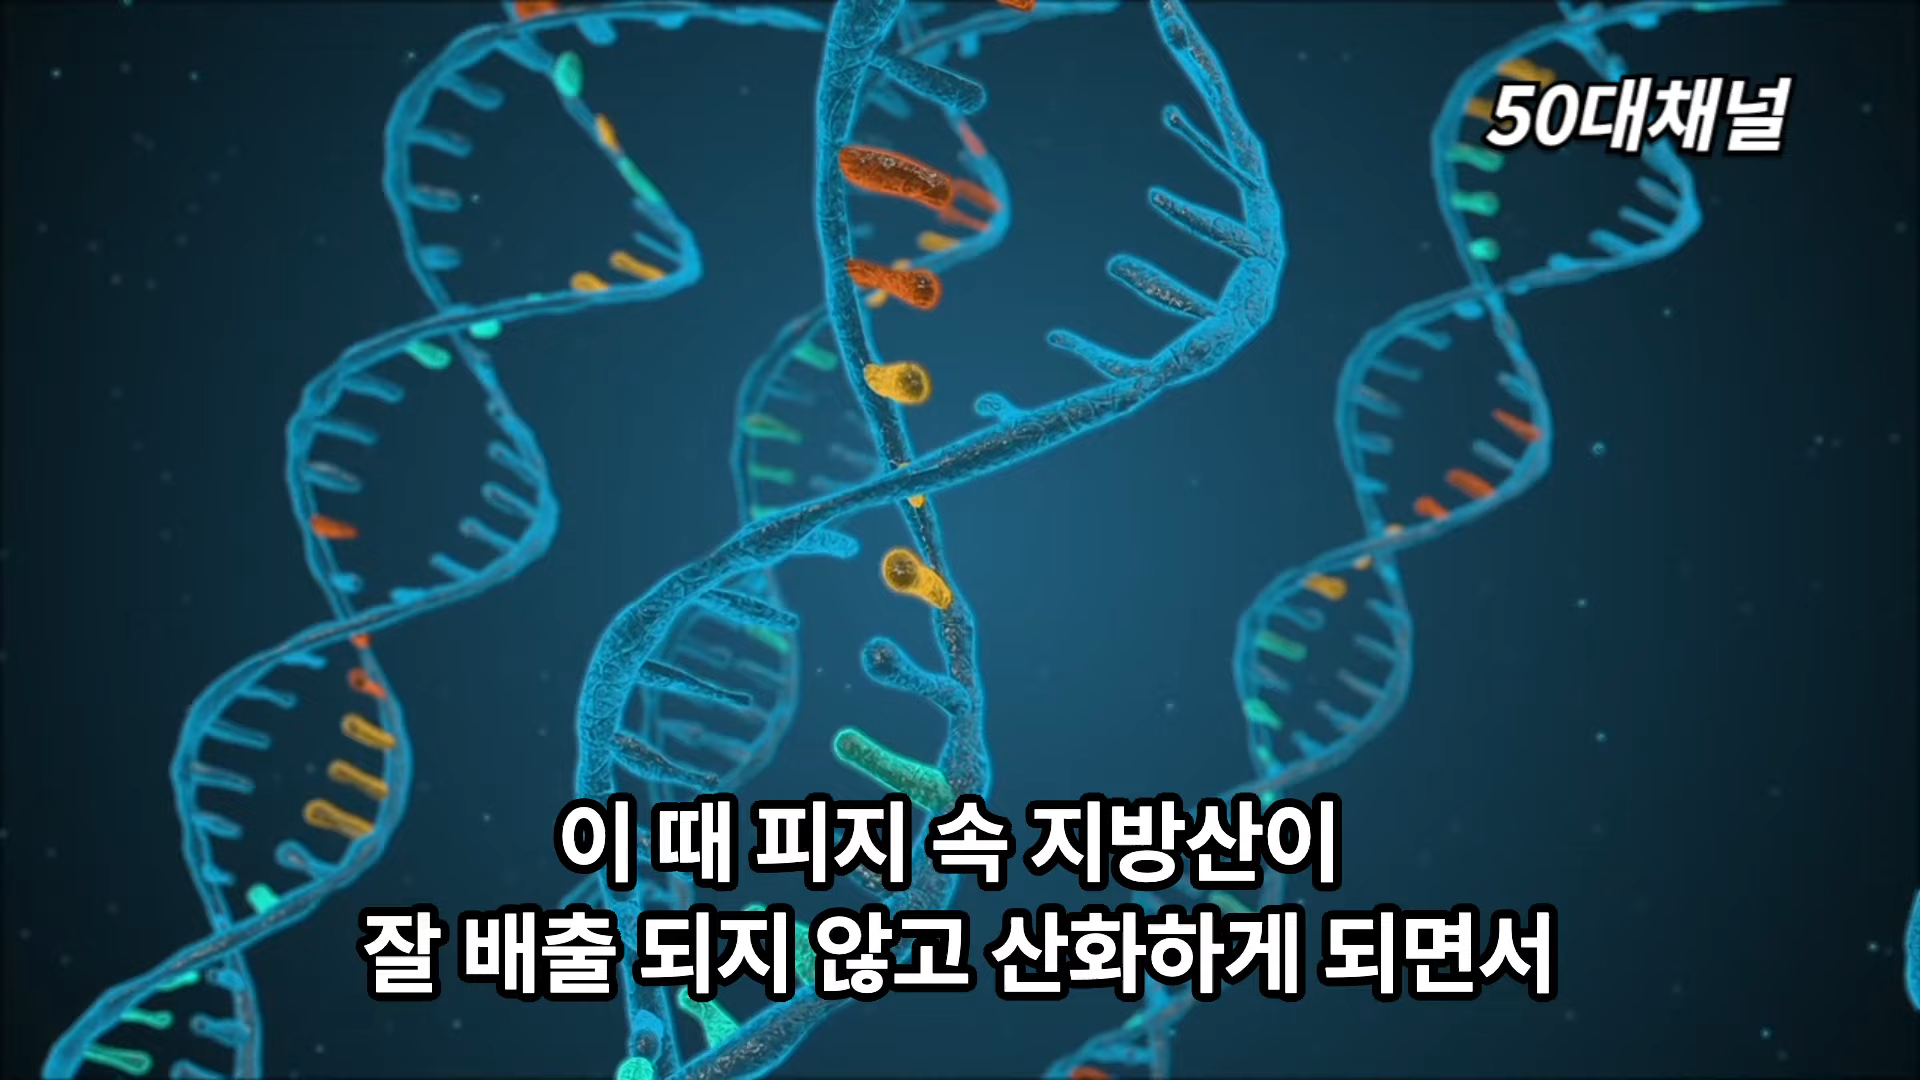 50대채널
이 때 피지 속 지방산이
잘 배출 되지 않고 산화하게 되면서